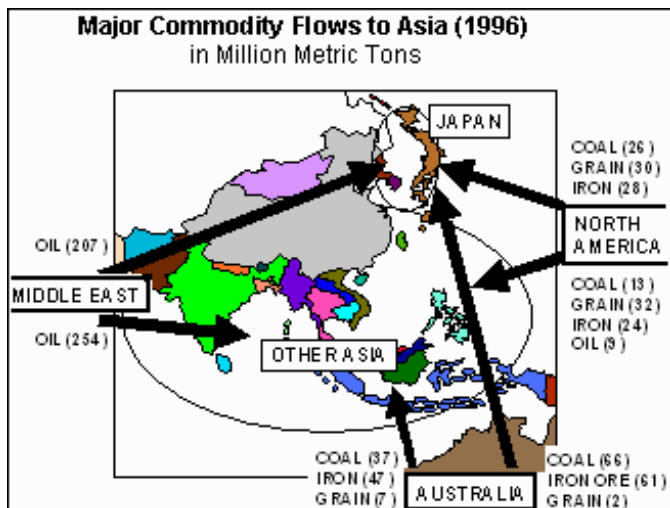 Major Commodity Flows to Asia (1996)
in Million Metric Tons
JAPAN
COAL (26)
GRAIN (30)
IRON (28)
NORTH
AMERICA
OIL (207)
MIDDLE EAST
OIL (254)
COAL (13)
GRAIN (32)
IRON (24)
OIL (9)
OTHER ASIA
COAL (37)
IRON (47)
GRAIN (7)
AUSTRALIA
COAL (66)
IRON ORE (61)
GRAIN (2)